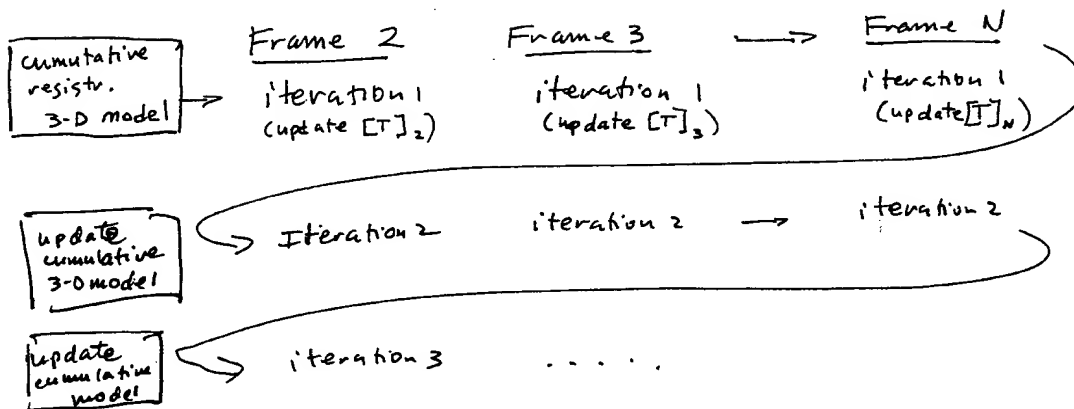 Frame 2 Frame 3 → Frame N
cumutative
registr.
3-D model
iteration 1 iteration 1 iteration 1
(update [T]2) (update [T]3) (update [T]N)
update
cumulative
3-D model
Iteration 2 iteration 2 → iteration 2
update
cumulative
model
iteration 3 . . . . .